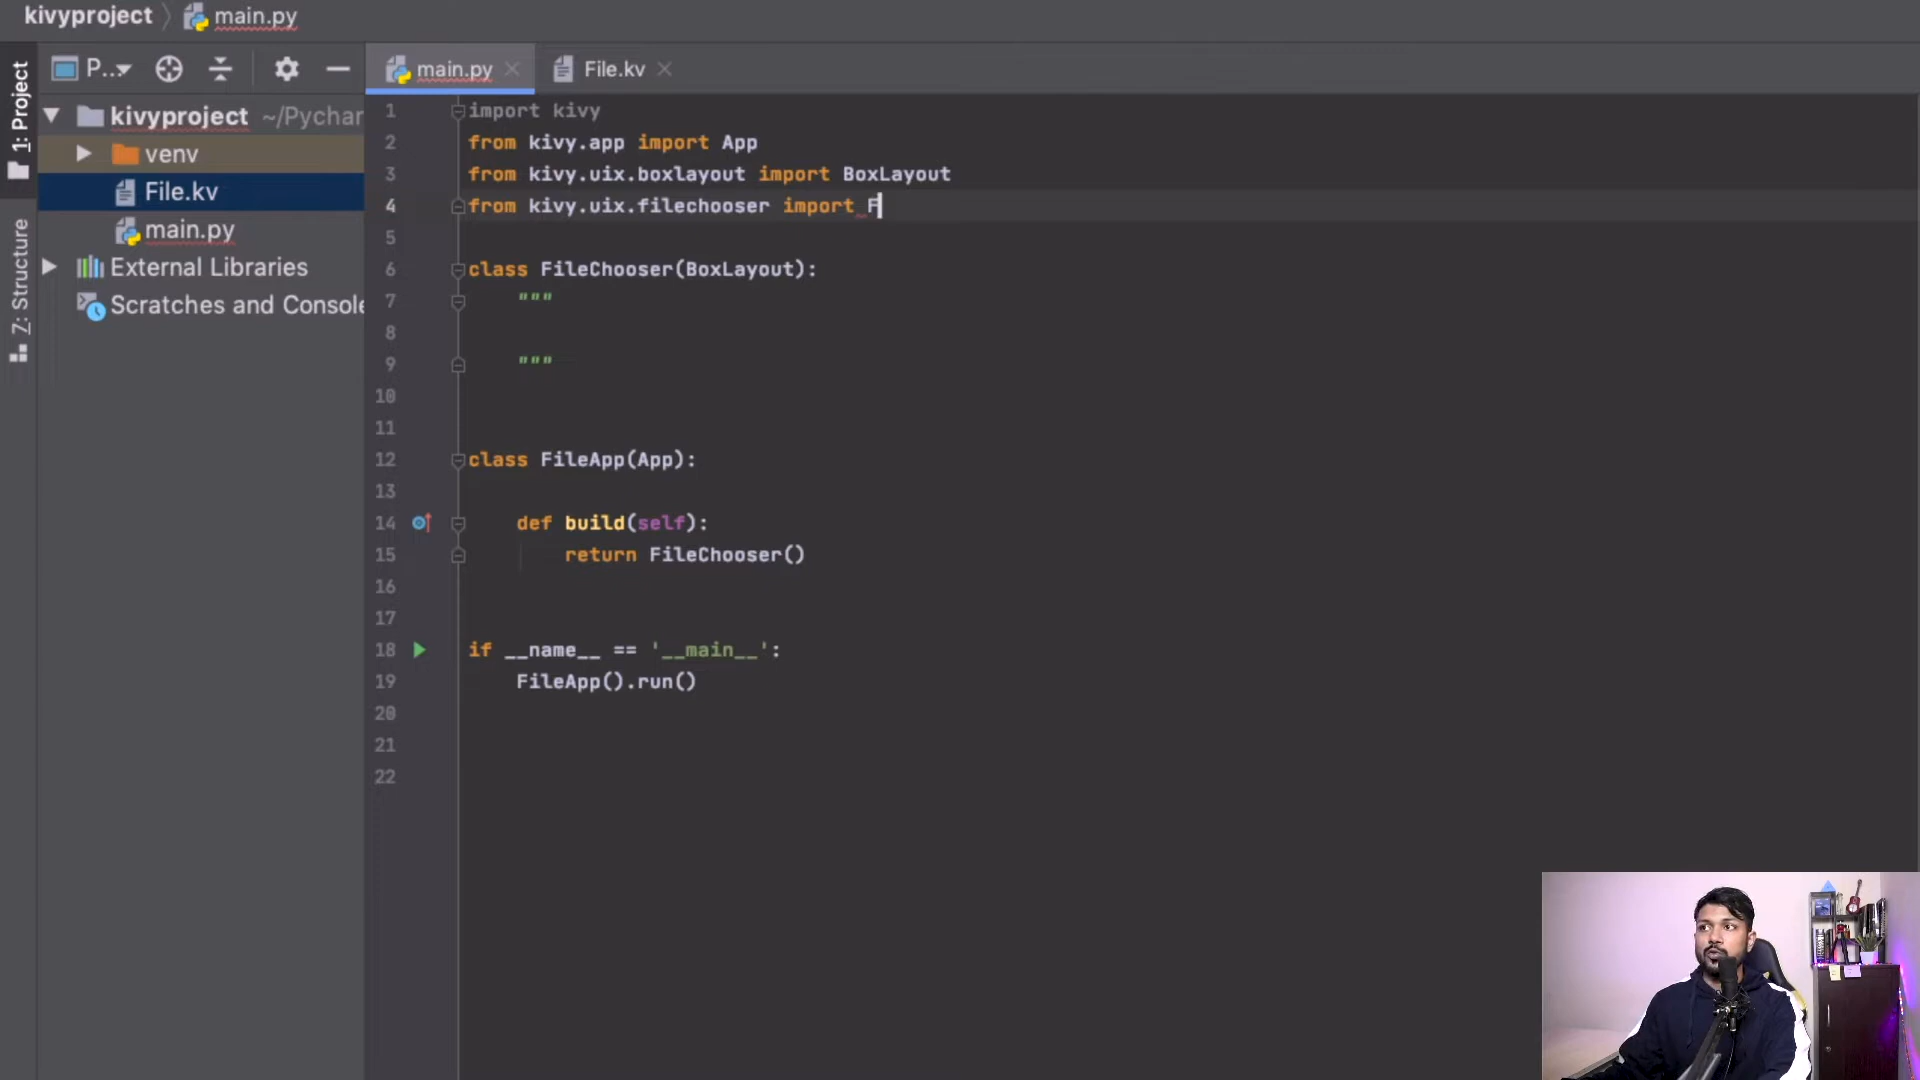 kivyproject main.py
P.. main.py File.kv
1: Project
Z: Structure
kivyproject ~/Pychar
venv
File.kv
main.py
External Libraries
Scratches and Console
1 import kivy
2 from kivy.app import App
3 from kivy.uix.boxlayout import BoxLayout
4 from kivy.uix.filechooser import F
5
6 class FileChooser(BoxLayout):
7 """
8
9 """
10
11
12 class FileApp(App):
13
14 def build(self):
15 return FileChooser()
16
17
18 if __name__ == '__main__':
19 FileApp().run()
20
21
22